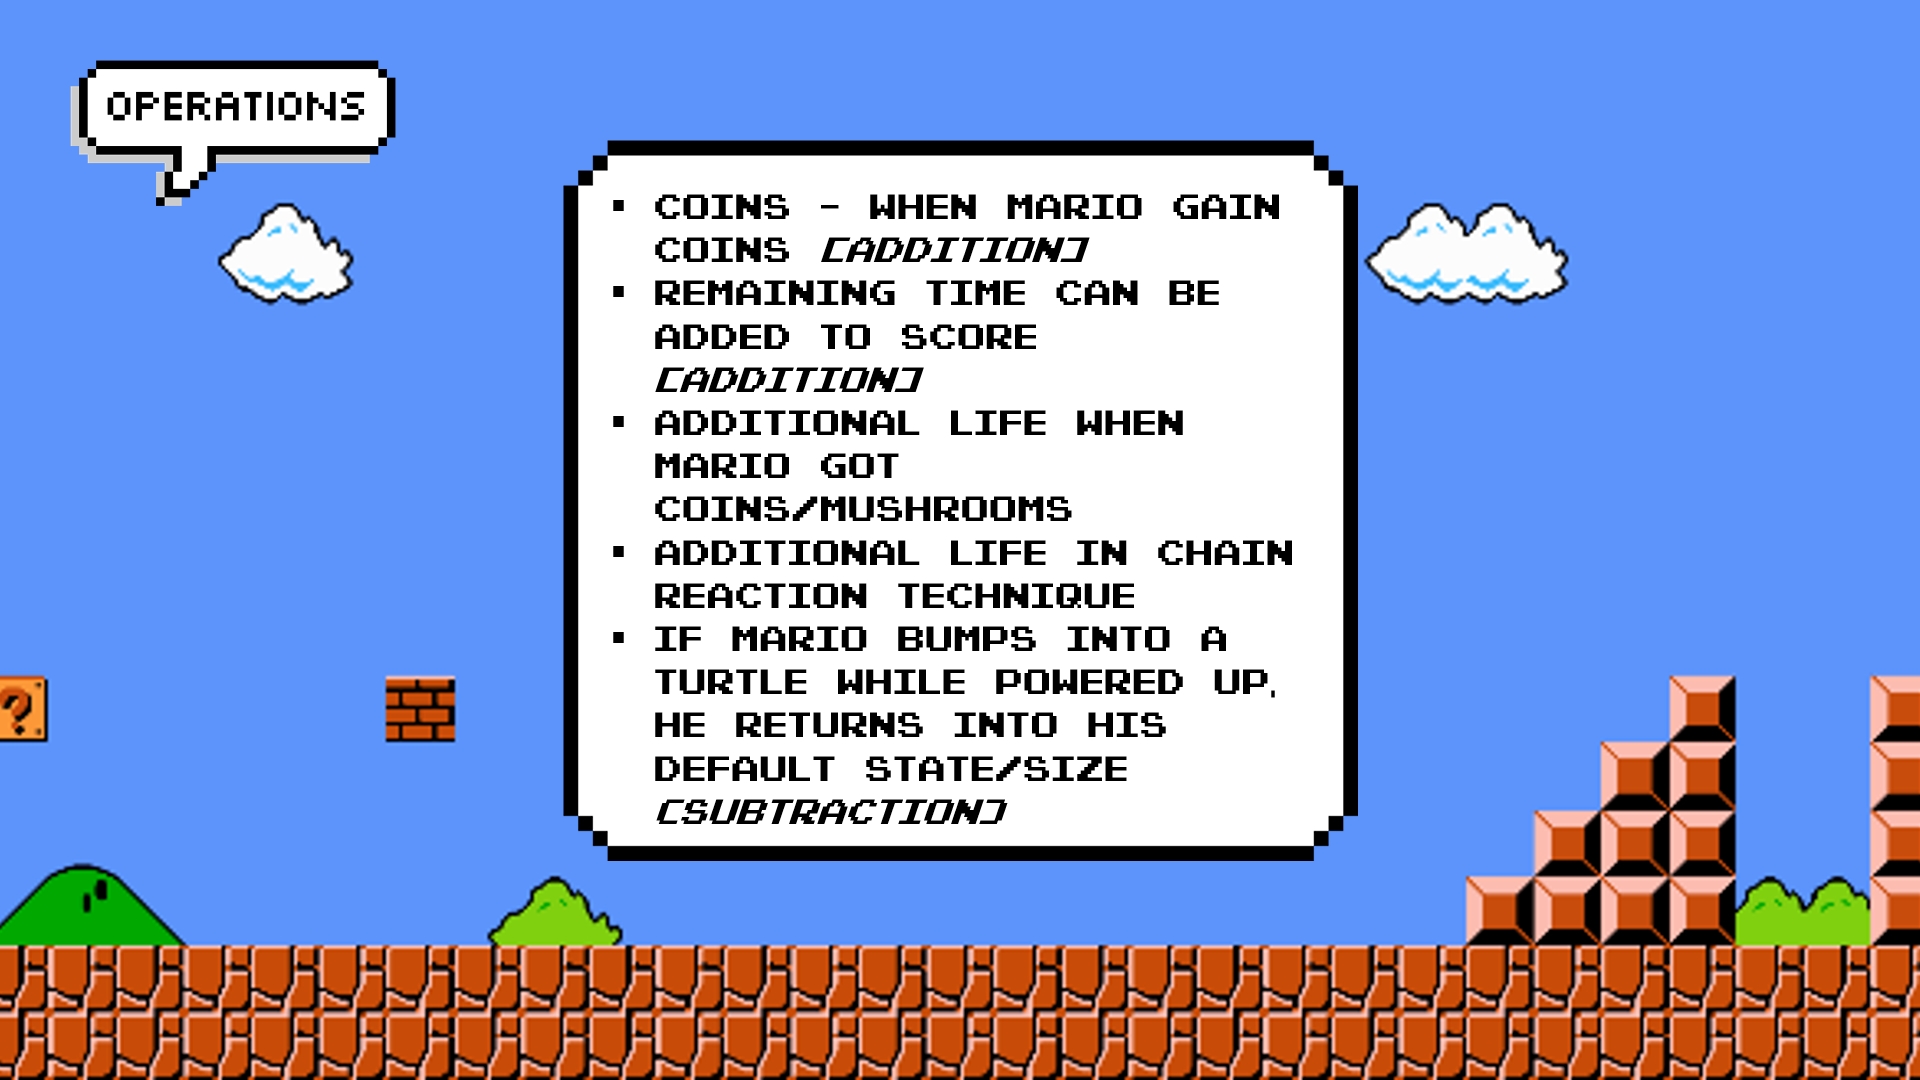 OPERATIONS
▪ COINS - WHEN MARIO GAIN
COINS [ADDITION]
▪ REMAINING TIME CAN BE
ADDED TO SCORE
[ADDITION]
▪ ADDITIONAL LIFE WHEN
MARIO GOT
COINS/MUSHROOMS
▪ ADDITIONAL LIFE IN CHAIN
REACTION TECHNIQUE
▪ IF MARIO BUMPS INTO A
TURTLE WHILE POWERED UP,
HE RETURNS INTO HIS
DEFAULT STATE/SIZE
[SUBTRACTION]
?